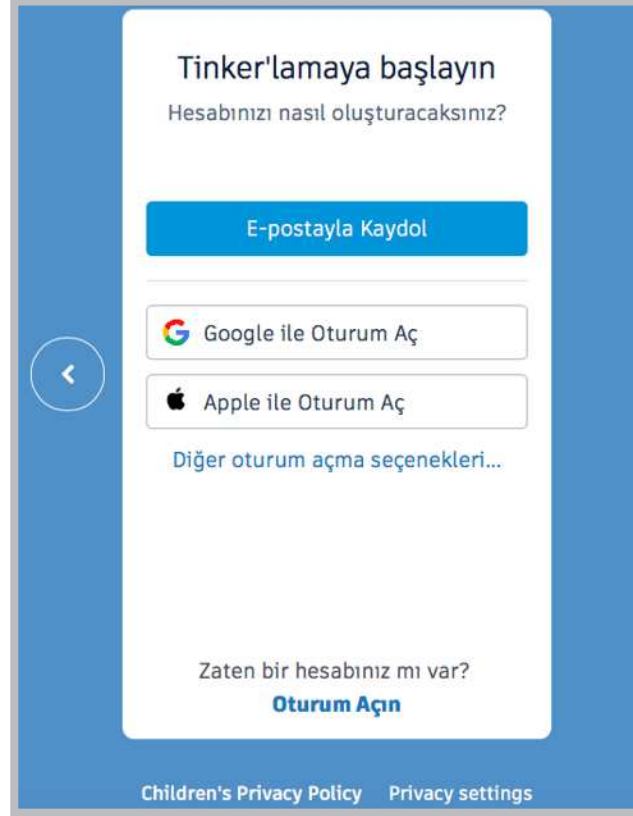 Tinker'lamaya başlayın
Hesabınızı nasıl oluşturacaksınız?
E-postayla Kaydol
Google ile Oturum Aç
Apple ile Oturum Aç
Diğer oturum açma seçenekleri...
Zaten bir hesabınız mı var?
Oturum Açın
Children's Privacy Policy Privacy settings